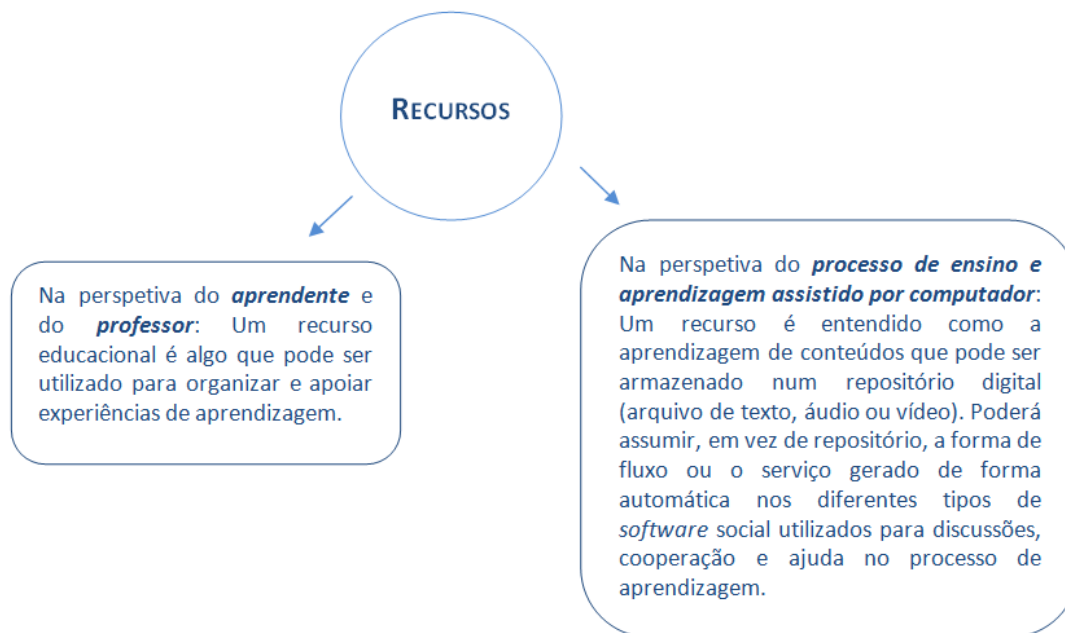 RECURSOS
Na perspetiva do aprendente e
do professor: Um recurso
educacional é algo que pode ser
utilizado para organizar e apoiar
experiências de aprendizagem.
Na perspetiva do processo de ensino e
aprendizagem assistido por computador:
Um recurso é entendido como a
aprendizagem de conteúdos que pode ser
armazenado num repositório digital
(arquivo de texto, áudio ou vídeo). Poderá
assumir, em vez de repositório, a forma de
fluxo ou o serviço gerado de forma
automática nos diferentes tipos de
software social utilizados para discussões,
cooperação e ajuda no processo de
aprendizagem.